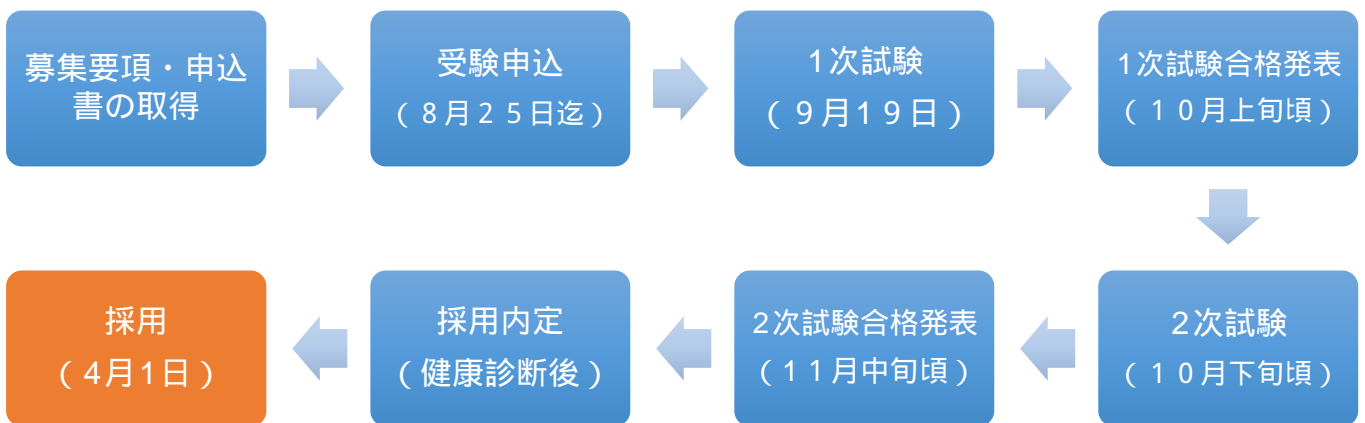 募集要項・申込
書の取得
受験申込
（８月２５日迄）
1次試験
（９月1９日）
1次試験合格発表
（１０月上旬頃）
2次試験
（１０月下旬頃）
2次試験合格発表
（１１月中旬頃）
採用内定
（健康診断後）
採用
（4月1日）